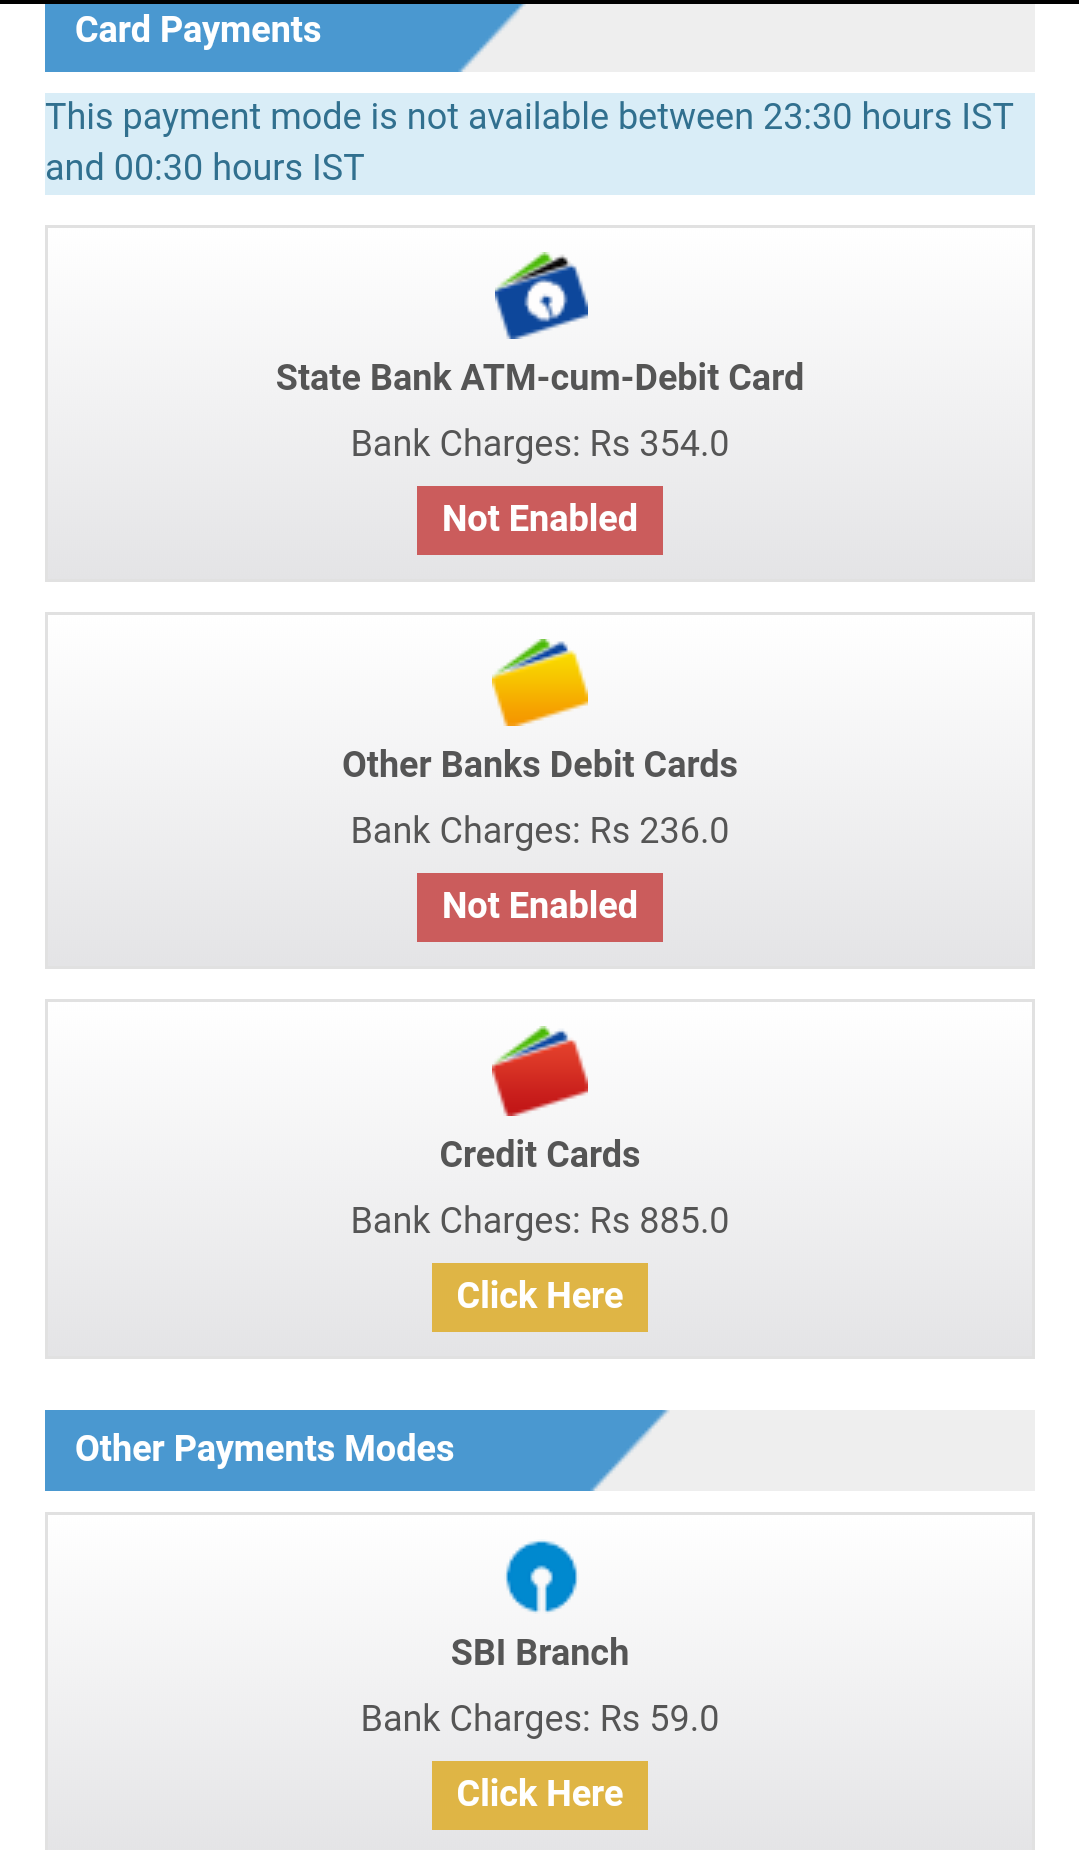 Card Payments
This payment mode is not available between 23:30 hours IST
and 00:30 hours IST
State Bank ATM-cum-Debit Card
Bank Charges: Rs 354.0
Not Enabled
Other Banks Debit Cards
Bank Charges: Rs 236.0
Not Enabled
Credit Cards
Bank Charges: Rs 885.0
Click Here
Other Payments Modes
SBI Branch
Bank Charges: Rs 59.0
Click Here